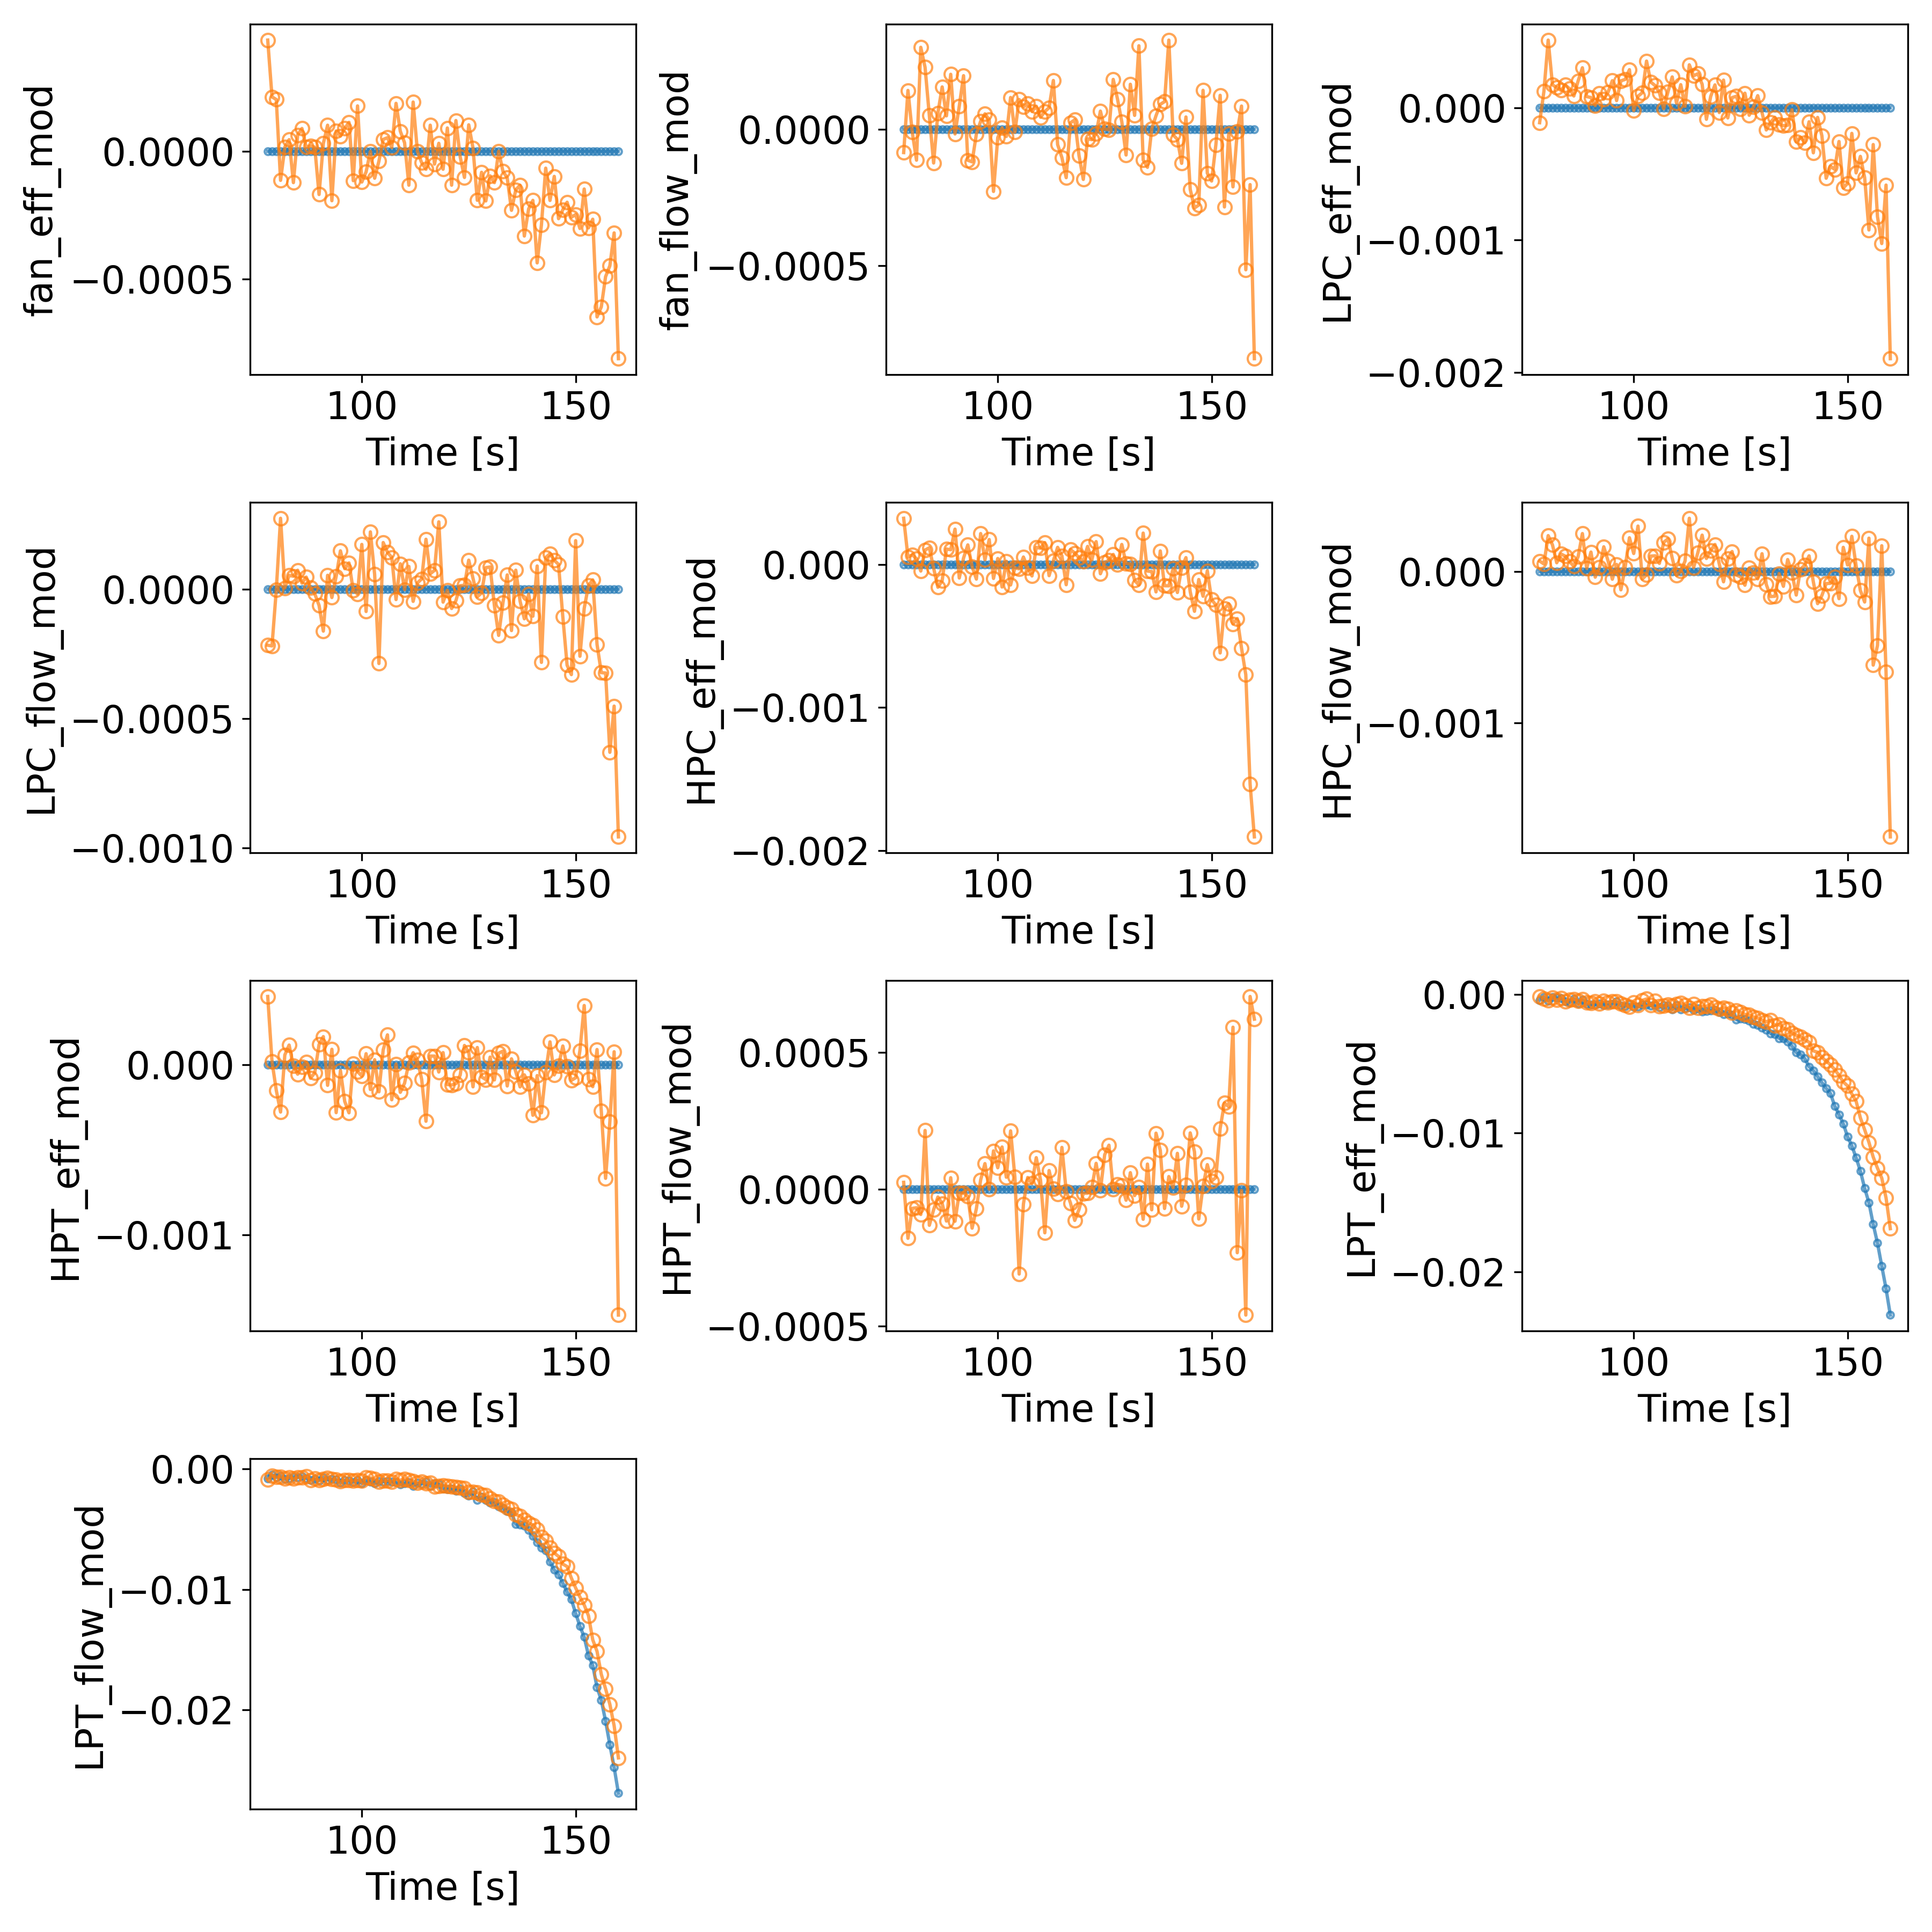 fan_eff_mod
0.0000
−0.0005
100 150
Time [s]
fan_flow_mod
0.0000
−0.0005
100 150
Time [s]
LPC_eff_mod
0.000
−0.001
−0.002
100 150
Time [s]
LPC_flow_mod
0.0000
−0.0005
−0.0010
100 150
Time [s]
HPC_eff_mod
0.000
−0.001
−0.002
100 150
Time [s]
HPC_flow_mod
0.000
−0.001
100 150
Time [s]
HPT_eff_mod
0.000
−0.001
100 150
Time [s]
HPT_flow_mod
0.0005
0.0000
−0.0005
100 150
Time [s]
LPT_eff_mod
0.00
−0.01
−0.02
100 150
Time [s]
LPT_flow_mod
0.00
−0.01
−0.02
100 150
Time [s]